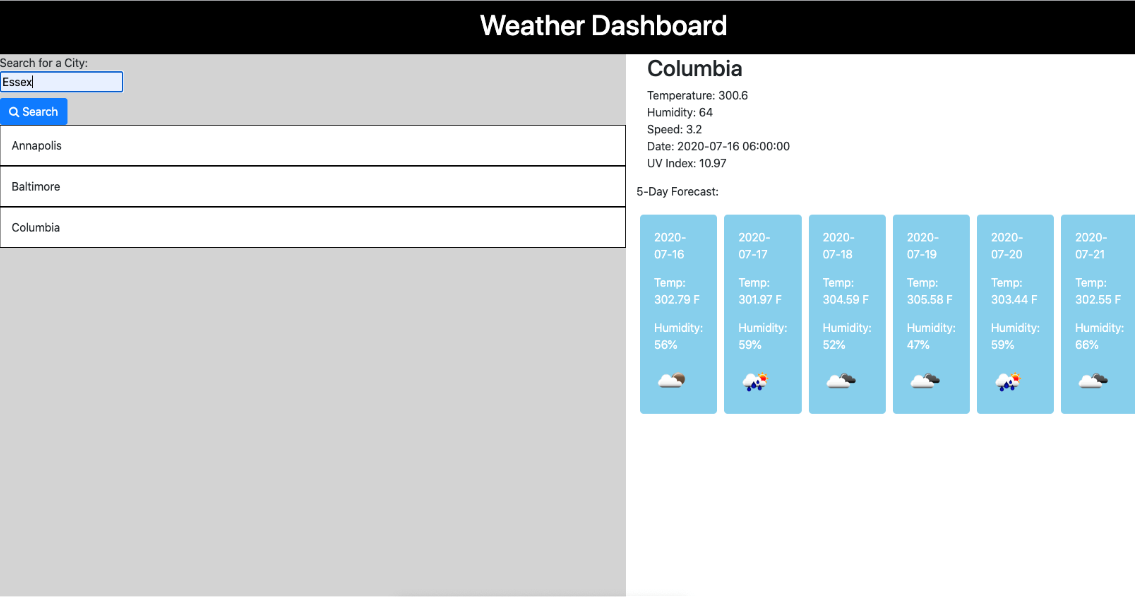 Weather Dashboard
Search for a City:
Essex
Search
Annapolis
Baltimore
Columbia
Columbia
Temperature: 300.6
Humidity: 64
Speed: 3.2
Date: 2020-07-16 06:00:00
UV Index: 10.97
5-Day Forecast:
2020-
07-16
Temp:
302.79 F
Humidity:
56%
2020-
07-17
Temp:
301.97 F
Humidity:
59%
2020-
07-18
Temp:
304.59 F
Humidity:
52%
2020-
07-19
Temp:
305.58 F
Humidity:
47%
2020-
07-20
Temp:
303.44 F
Humidity:
59%
2020-
07-21
Temp:
302.55 F
Humidity:
66%